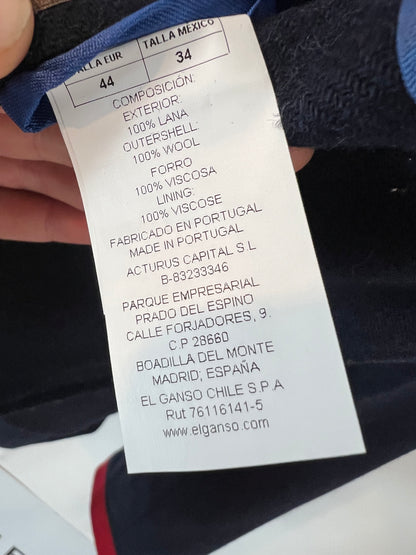 TALLA MÉXICO
44
34
COMPOSICIÓN:
EXTERIOR:
100% LANA
OUTERSHELL:
100% WOOL
FORRO
100% VISCOSA
LINING:
100% VISCOSE
FABRICADO EN PORTUGAL
MADE IN PORTUGAL
ACTURUS CAPITAL S.L
B-83233346
PARQUE EMPRESARIAL
PRADO DEL ESPINO
CALLE FORJADORES, 9.
C.P 28660
BOADILLA DEL MONTE
MADRID; ESPAÑA
EL GANSO CHILE S.P.A
Rut 76116141-5
www.elganso.com